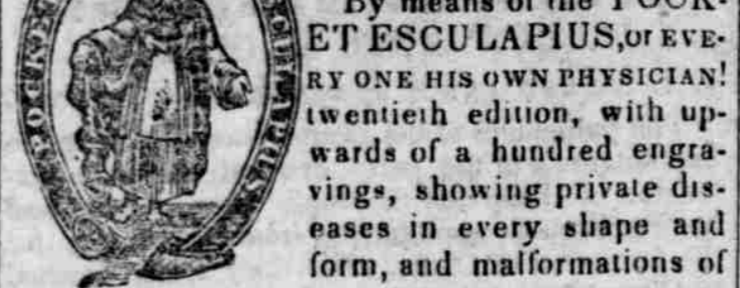 By means of the POCK-
ET ESCULAPIUS, or EVE-
RY ONE HIS OWN PHYSICIAN!
twentieth edition, with up-
wards of a hundred engra-
vings, showing private dis-
eases in every shape and
form, and malformations of
POCKET